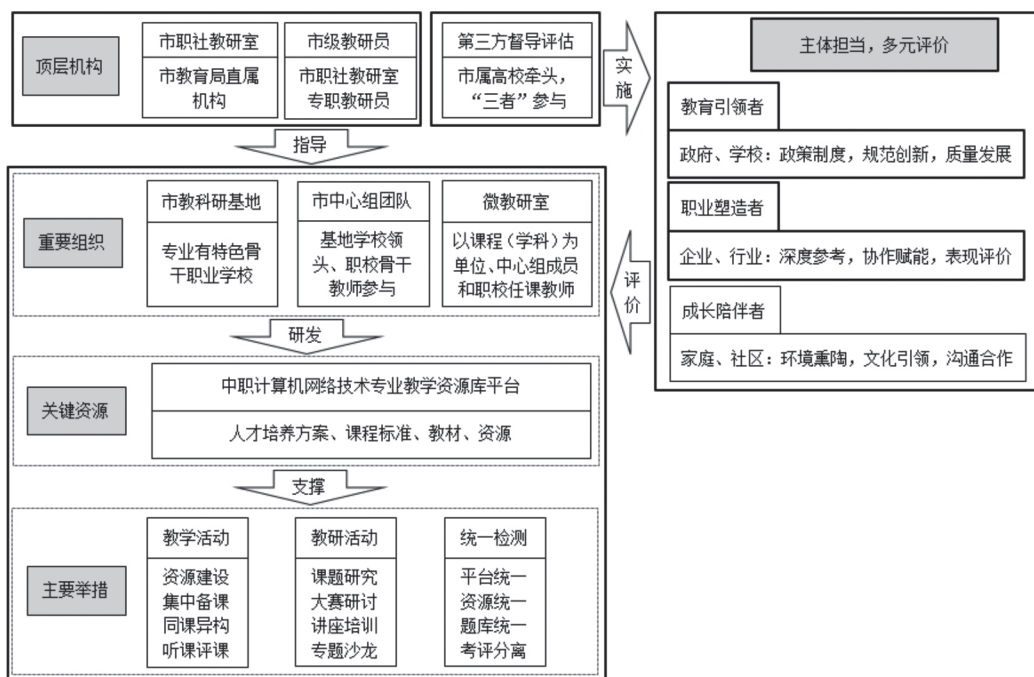 顶层机构
市职社教研室
市教育局直属
机构
市级教研员
市职社教研室
专职教研员
第三方督导评估
市属高校牵头，
“三者”参与
实施
主体担当，多元评价
教育引领者
政府、学校：政策制度，规范创新，质量发展
职业塑造者
企业、行业：深度参考，协作赋能，表现评价
成长陪伴者
家庭、社区：环境熏陶，文化引领，沟通合作
评价
指导
重要组织
市教科研基地
专业有特色骨
干职业学校
市中心组团队
基地学校领
头、职校骨干
教师参与
微教研室
以课程（学科）为
单位、中心组成员
和职校任课教师
研发
关键资源
中职计算机网络技术专业教学资源库平台
人才培养方案、课程标准、教材、资源
支撑
主要举措
教学活动
资源建设
集中备课
同课异构
听课评课
教研活动
课题研究
大赛研讨
讲座培训
专题沙龙
统一检测
平台统一
资源统一
题库统一
考评分离